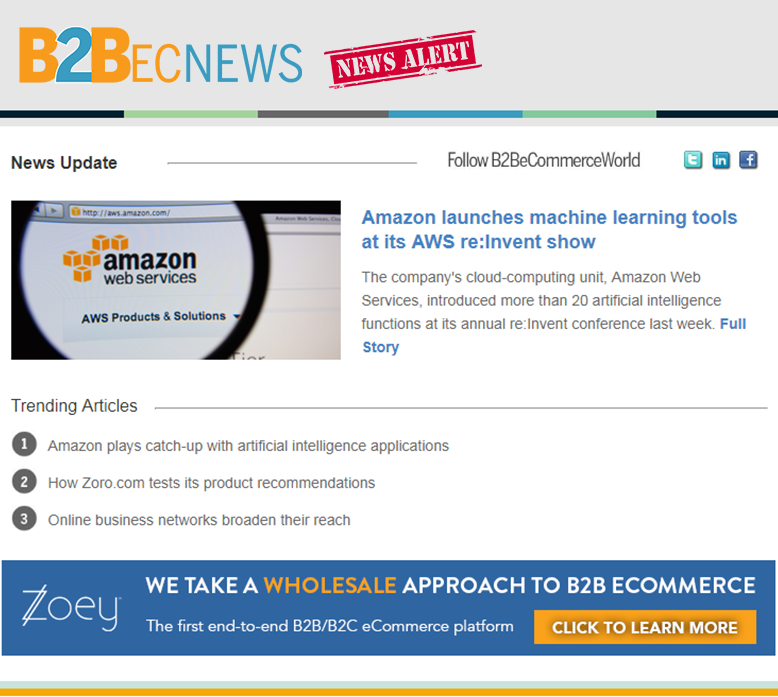 B2BECNEWS
NEWS ALERT
News Update
Follow B2BeCommerceWorld
http://aws.amazon.com/
Amazon Web Services,
amazon
web services
AWS Products & Solutions
Tier
Amazon launches machine learning tools
at its AWS re:Invent show
The company's cloud-computing unit, Amazon Web
Services, introduced more than 20 artificial intelligence
functions at its annual re:Invent conference last week. Full
Story
Trending Articles
1 Amazon plays catch-up with artificial intelligence applications
2 How Zoro.com tests its product recommendations
3 Online business networks broaden their reach
Zoey
WE TAKE A WHOLESALE APPROACH TO B2B ECOMMERCE
The first end-to-end B2B/B2C eCommerce platform
CLICK TO LEARN MORE